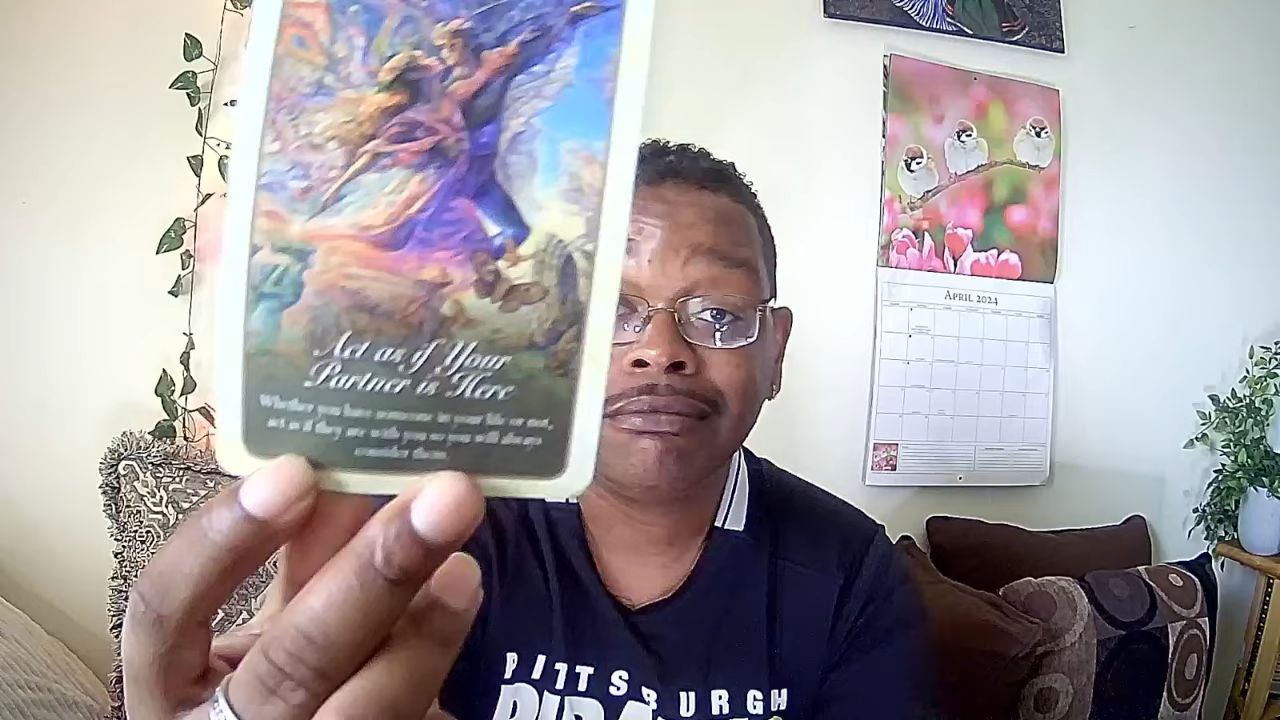 Act as if Your
Partner is Here
Whether you have someone in your life or not,
act as if they are with you so you will always
consider them.
APRIL 2024
PITTSBURGH